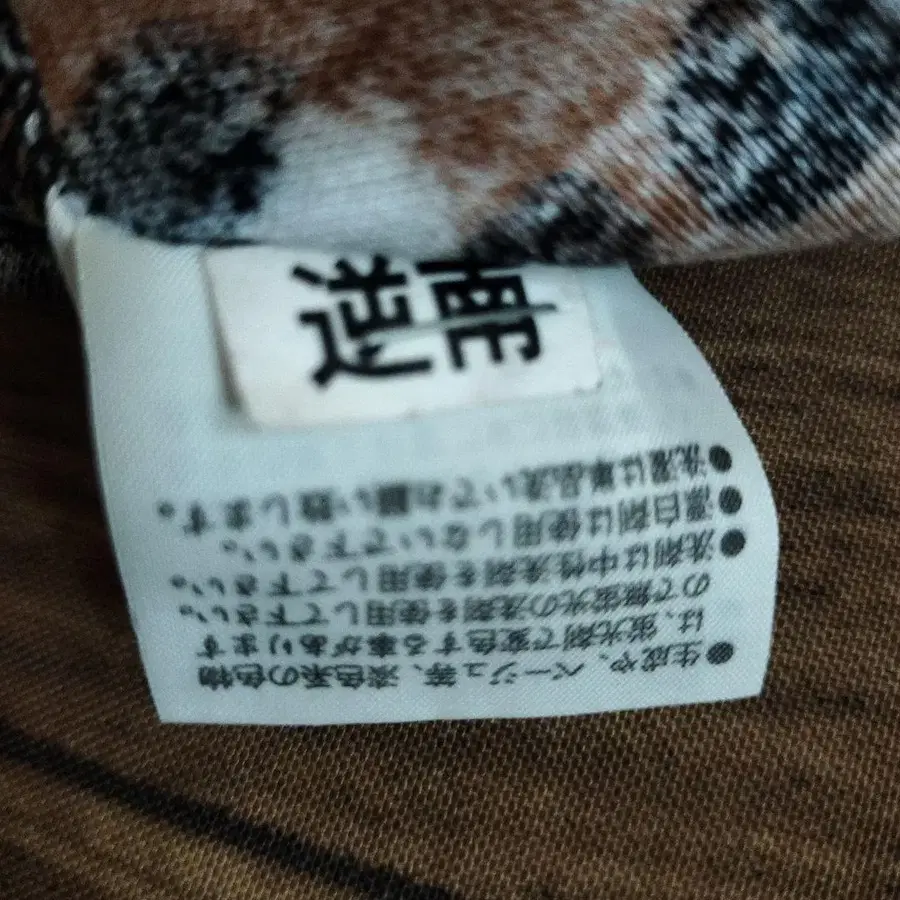 ●生成や、ベージュ等、淡色系の色物
は、蛍光剤で変色する事があります
ので無蛍光の洗剤を使用して下さい。
●洗剤は中性洗剤を使用して下さい。
●漂白剤は使用しないで下さい。
●洗濯は単品洗いでお願い致します。